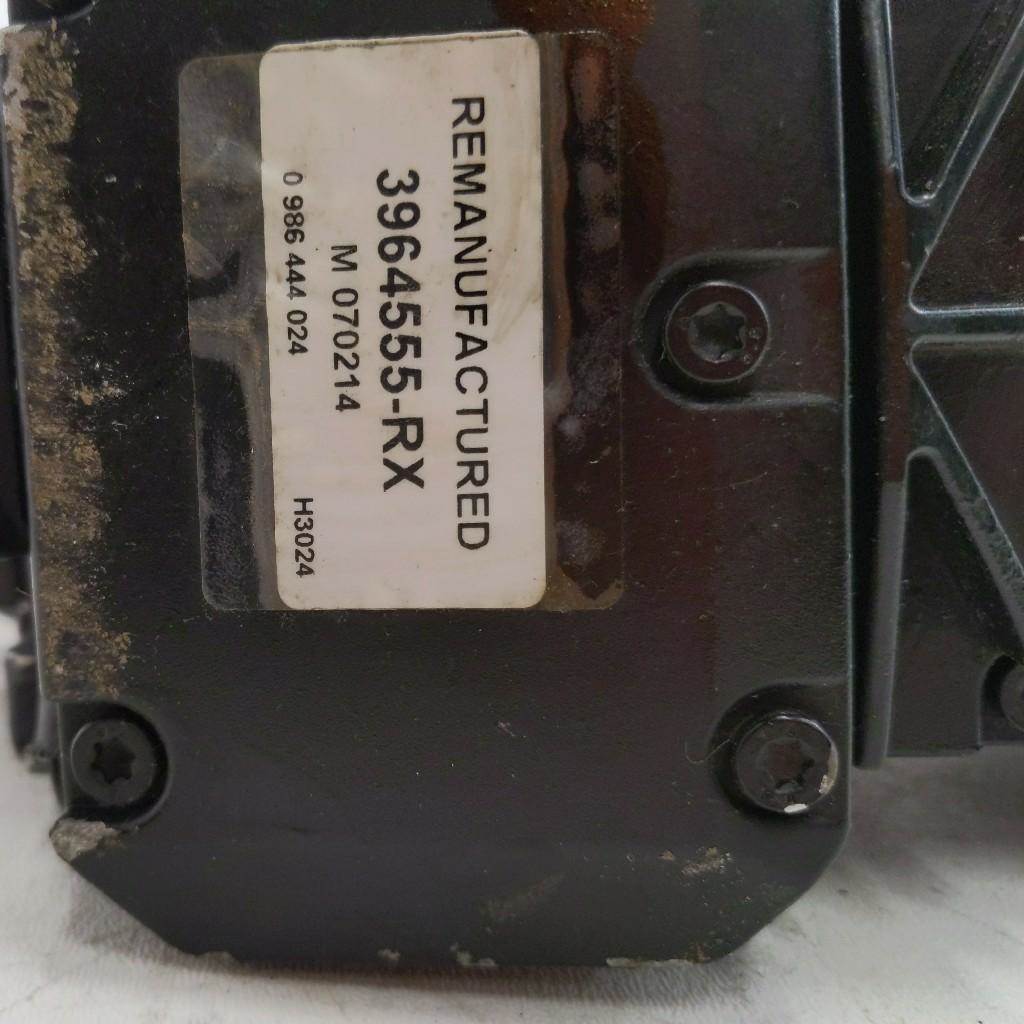 REMANUFACTURED
3964555-RX
M 070214
0 986 444 024 H3024